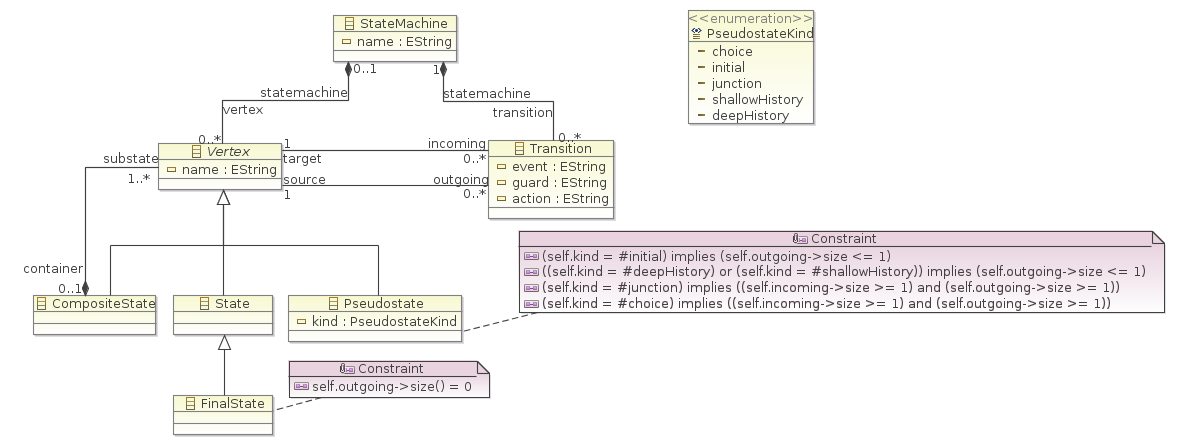 StateMachine
name : EString
0..1
1
statemachine
statemachine
vertex
transition
0..*
0..*
<<enumeration>>
PseudostateKind
choice
initial
junction
shallowHistory
deepHistory
Vertex
name : EString
1
target
incoming
0..*
source
1
outgoing
0..*
Transition
event : EString
guard : EString
action : EString
substate
1..*
container
0..1
CompositeState
State
Pseudostate
kind : PseudostateKind
Constraint
(self.kind = #initial) implies (self.outgoing->size <= 1)
((self.kind = #deepHistory) or (self.kind = #shallowHistory)) implies (self.outgoing->size <= 1)
(self.kind = #junction) implies ((self.incoming->size >= 1) and (self.outgoing->size >= 1))
(self.kind = #choice) implies ((self.incoming->size >= 1) and (self.outgoing->size >= 1))
Constraint
self.outgoing->size() = 0
FinalState